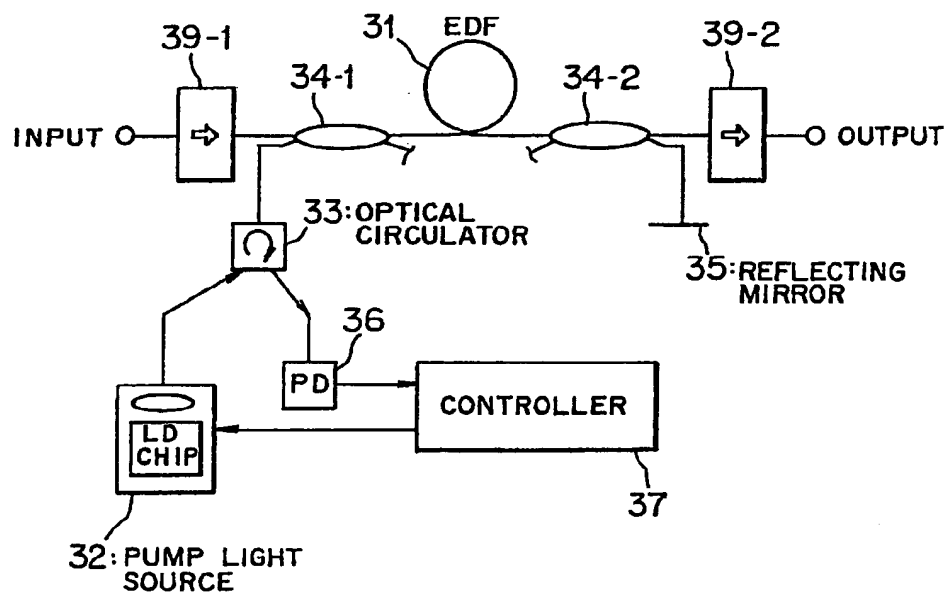 31
EDF
39-1
34-1
34-2
39-2
INPUT
OUTPUT
33: OPTICAL
CIRCULATOR
35: REFLECTING
MIRROR
36
PD
CONTROLLER
LD
CHIP
37
32: PUMP LIGHT
SOURCE